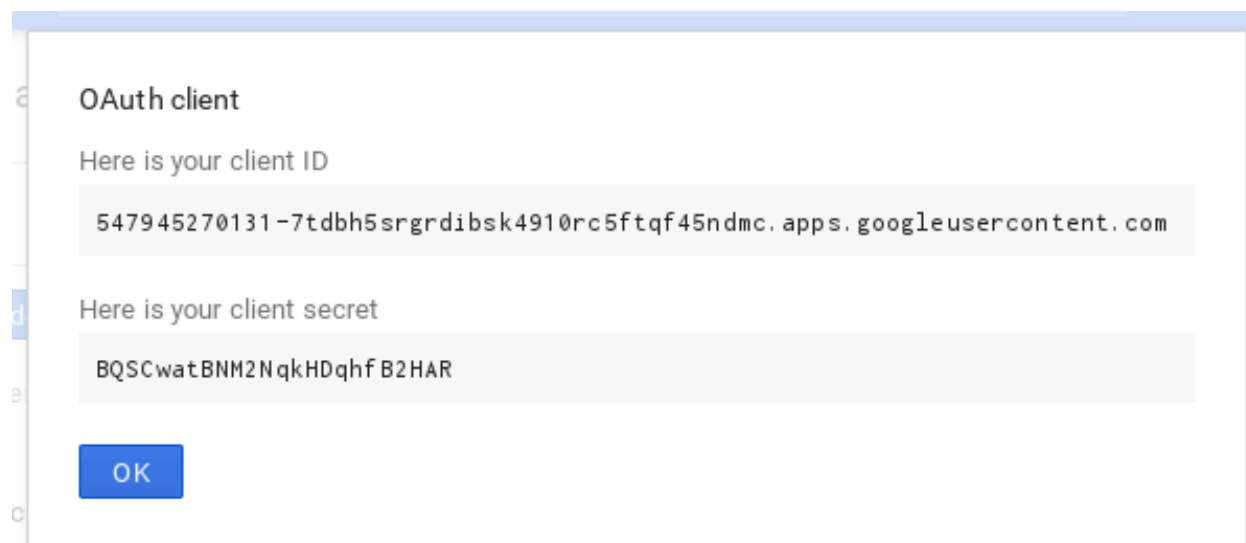 OAuth client
Here is your client ID
547945270131-7tdbh5srgrdibsk4910rc5ftqf45ndmc.apps.googleusercontent.com
Here is your client secret
BQSCwatBNM2NqkHDqhfB2HAR
OK